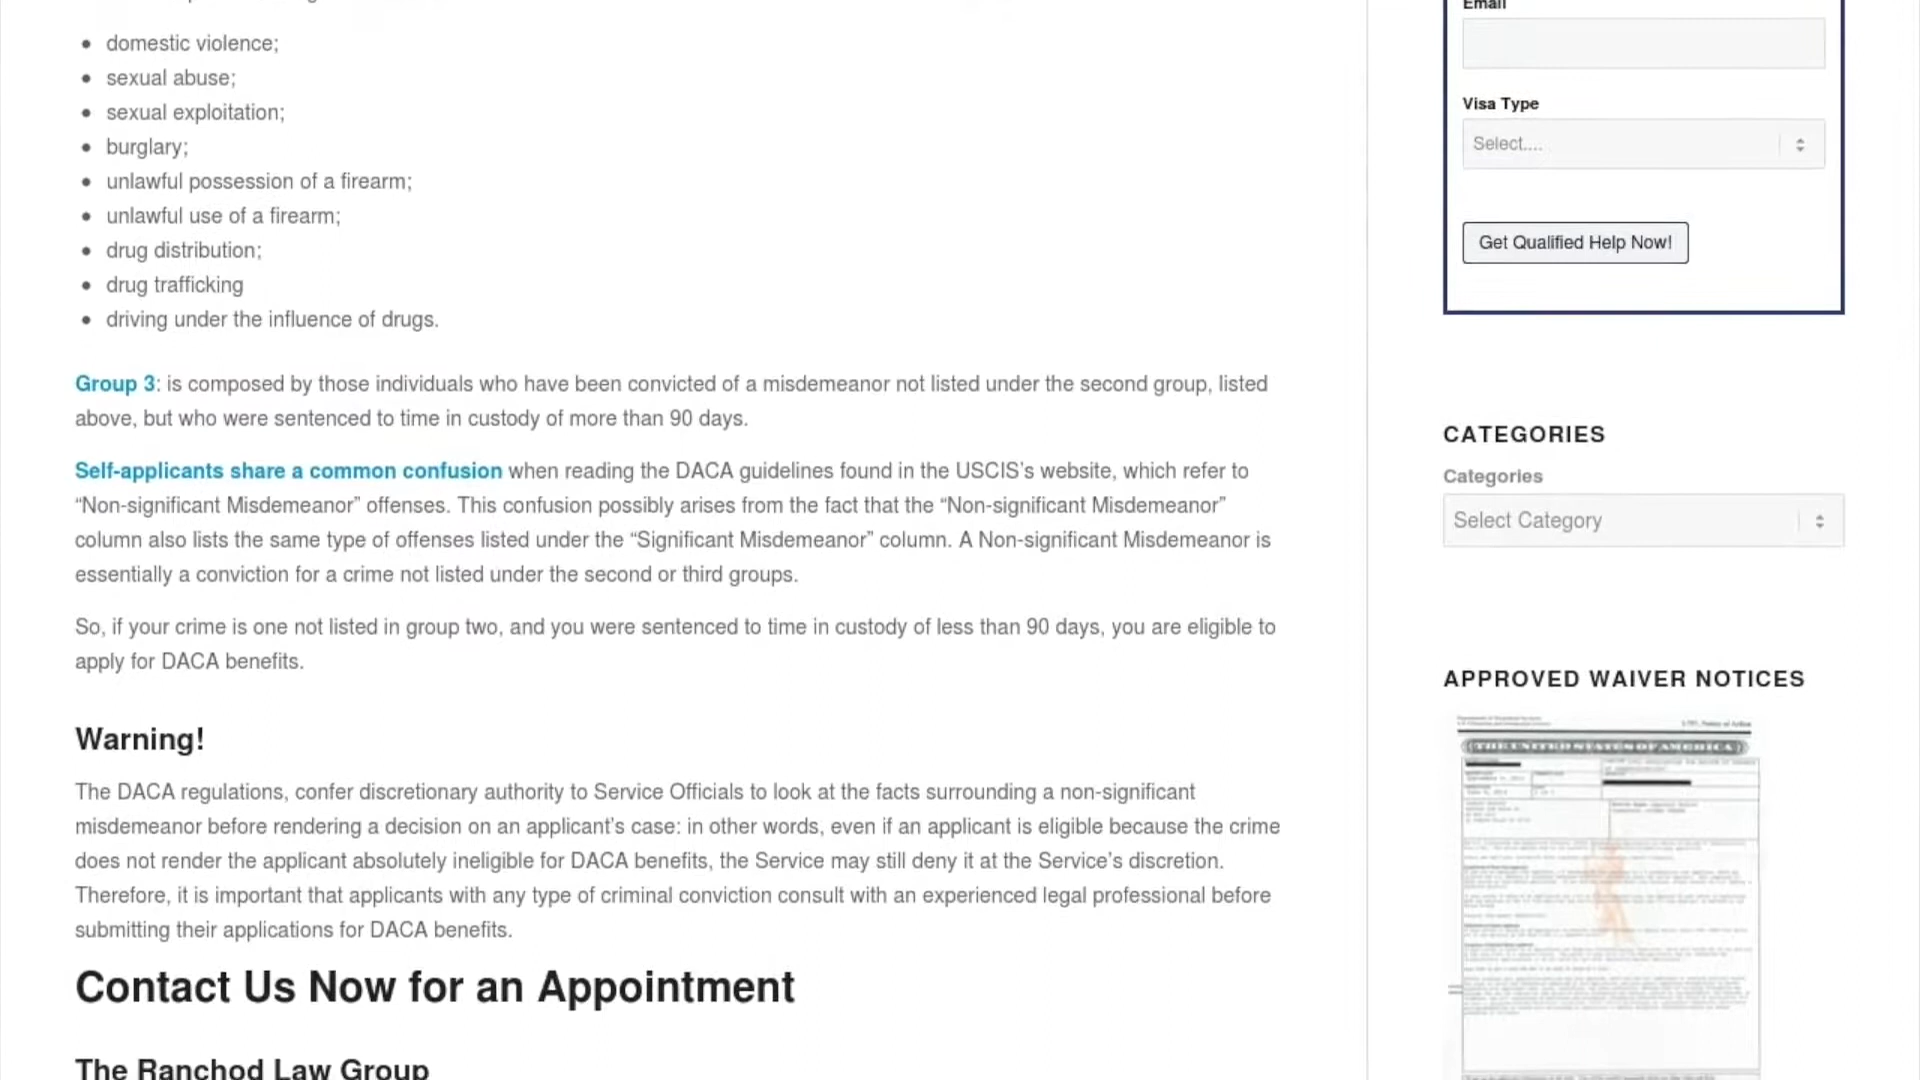 domestic violence;
sexual abuse;
sexual exploitation;
burglary;
unlawful possession of a firearm;
unlawful use of a firearm;
drug distribution;
drug trafficking
driving under the influence of drugs.
Group 3: is composed by those individuals who have been convicted of a misdemeanor not listed under the second group, listed
above, but who were sentenced to time in custody of more than 90 days.
Self-applicants share a common confusion when reading the DACA guidelines found in the USCIS's website, which refer to
“Non-significant Misdemeanor” offenses. This confusion possibly arises from the fact that the “Non-significant Misdemeanor”
column also lists the same type of offenses listed under the “Significant Misdemeanor” column. A Non-significant Misdemeanor is
essentially a conviction for a crime not listed under the second or third groups.
So, if your crime is one not listed in group two, and you were sentenced to time in custody of less than 90 days, you are eligible to
apply for DACA benefits.
Warning!
The DACA regulations, confer discretionary authority to Service Officials to look at the facts surrounding a non-significant
misdemeanor before rendering a decision on an applicant's case: in other words, even if an applicant is eligible because the crime
does not render the applicant absolutely ineligible for DACA benefits, the Service may still deny it at the Service's discretion.
Therefore, it is important that applicants with any type of criminal conviction consult with an experienced legal professional before
submitting their applications for DACA benefits.
Contact Us Now for an Appointment
The Ranchod Law Group
Email
Visa Type
Select....
Get Qualified Help Now!
CATEGORIES
Categories
Select Category
APPROVED WAIVER NOTICES
THE UNITED STATES OF AMERICA